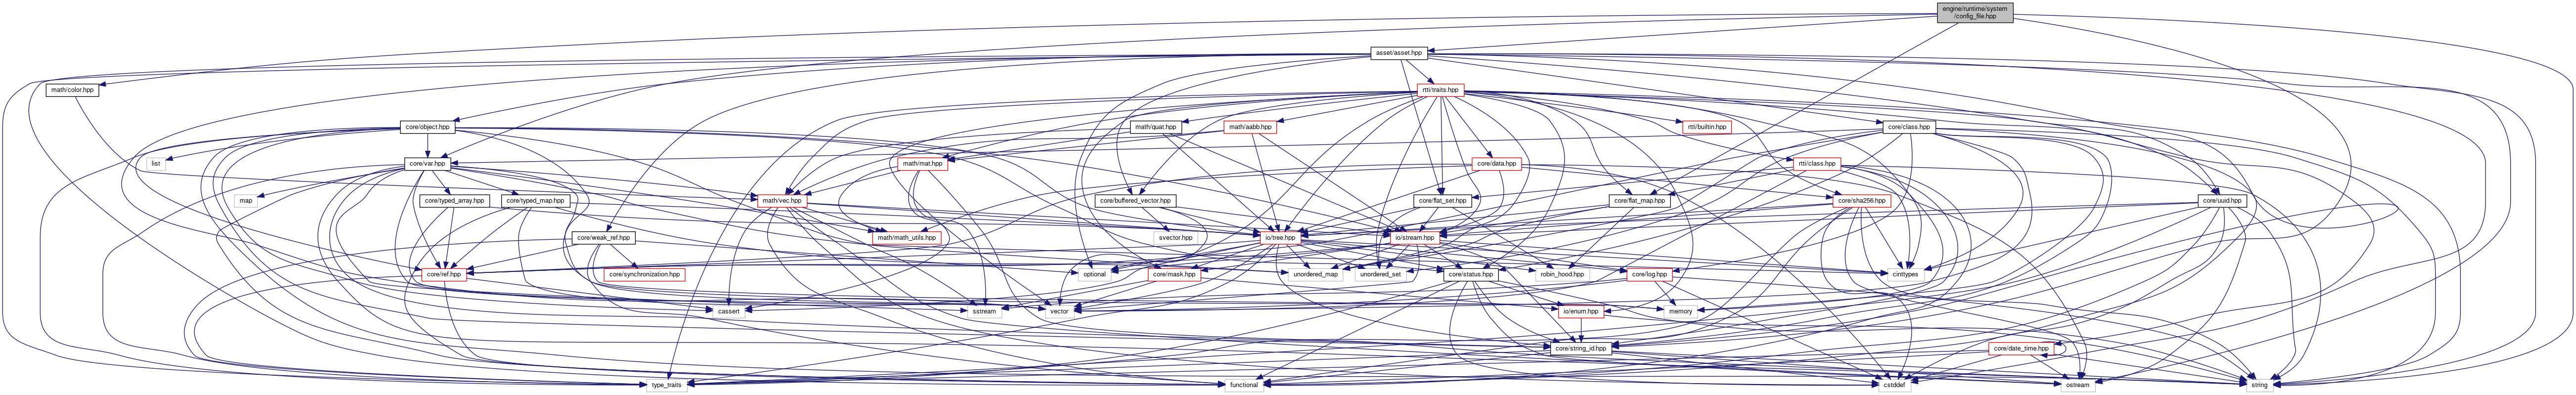 engine/runtime/system
/config_file.hpp
asset/asset.hpp
math/color.hpp
rtti/traits.hpp
core/object.hpp
math/quat.hpp
math/aabb.hpp
rtti/builtin.hpp
core/class.hpp
list
core/var.hpp
math/mat.hpp
core/data.hpp
rtti/class.hpp
map
core/typed_array.hpp
core/typed_map.hpp
math/vec.hpp
core/buffered_vector.hpp
core/flat_set.hpp
core/flat_map.hpp
core/sha256.hpp
core/uuid.hpp
core/weak_ref.hpp
math/math_utils.hpp
svector.hpp
io/tree.hpp
io/stream.hpp
core/ref.hpp
core/synchronization.hpp
optional
core/mask.hpp
unordered_map
unordered_set
core/status.hpp
robin_hood.hpp
core/log.hpp
cinttypes
cassert
sstream
vector
io/enum.hpp
memory
core/string_id.hpp
core/date_time.hpp
type_traits
functional
cstddef
ostream
string